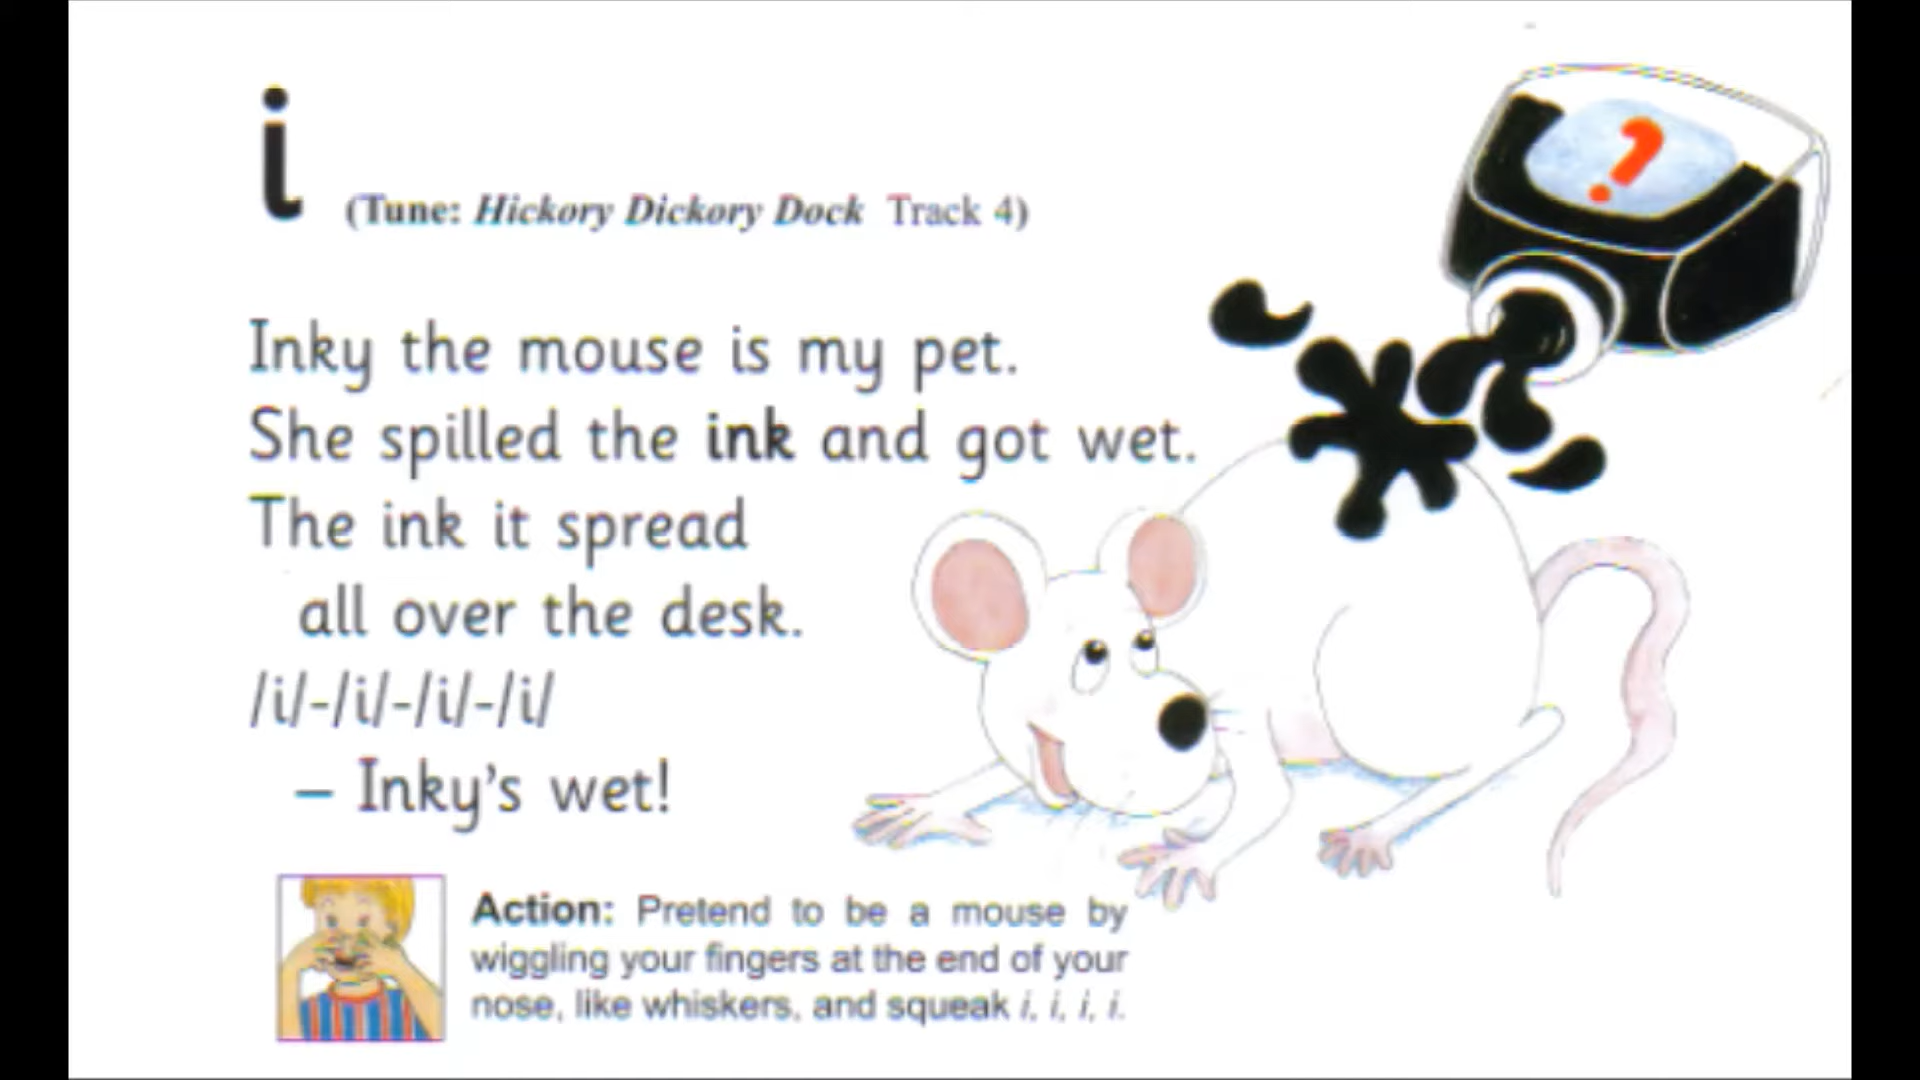 i
(Tune: Hickory Dickory Dock Track 4)
Inky the mouse is my pet.
She spilled the ink and got wet.
The ink it spread
all over the desk.
/i/-/i/-/i/-/i/
– Inky's wet!
?
Action: Pretend to be a mouse by
wiggling your fingers at the end of your
nose, like whiskers, and squeak i, i, i, i.